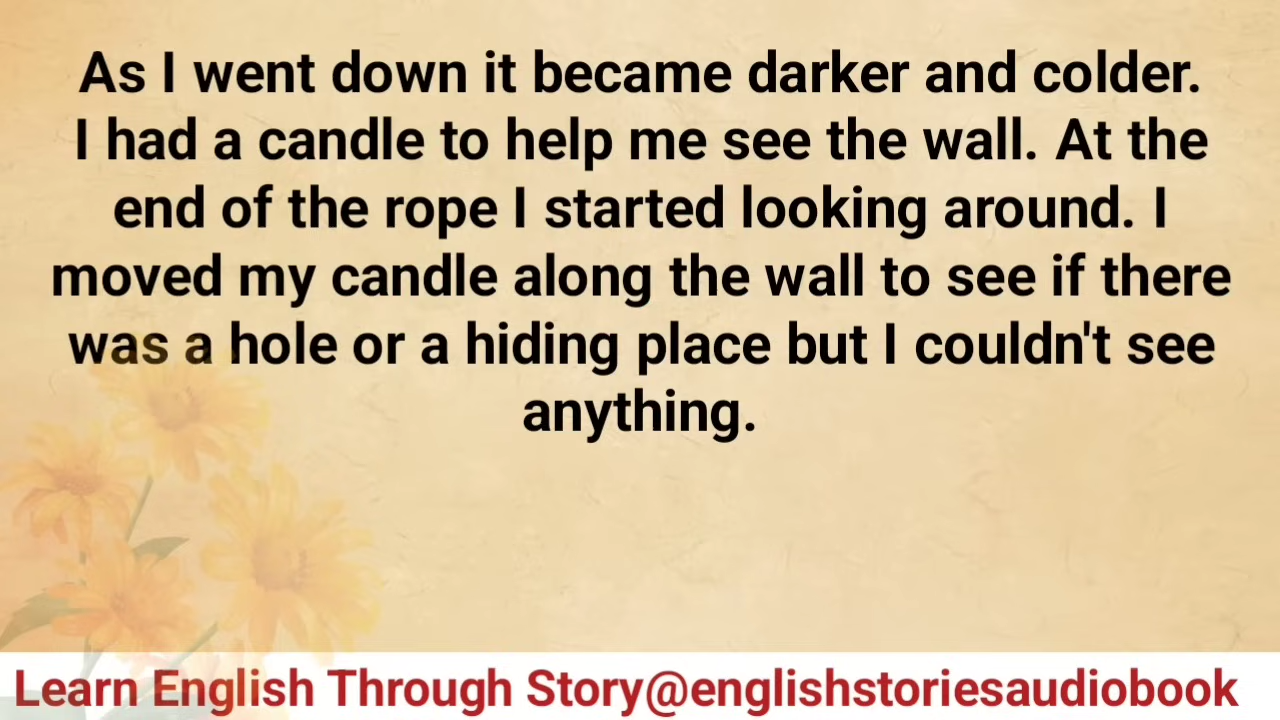 As I went down it became darker and colder.
I had a candle to help me see the wall. At the
end of the rope I started looking around. I
moved my candle along the wall to see if there
was a hole or a hiding place but I couldn't see
anything.
Learn English Through Story@englishstoriesaudiobook